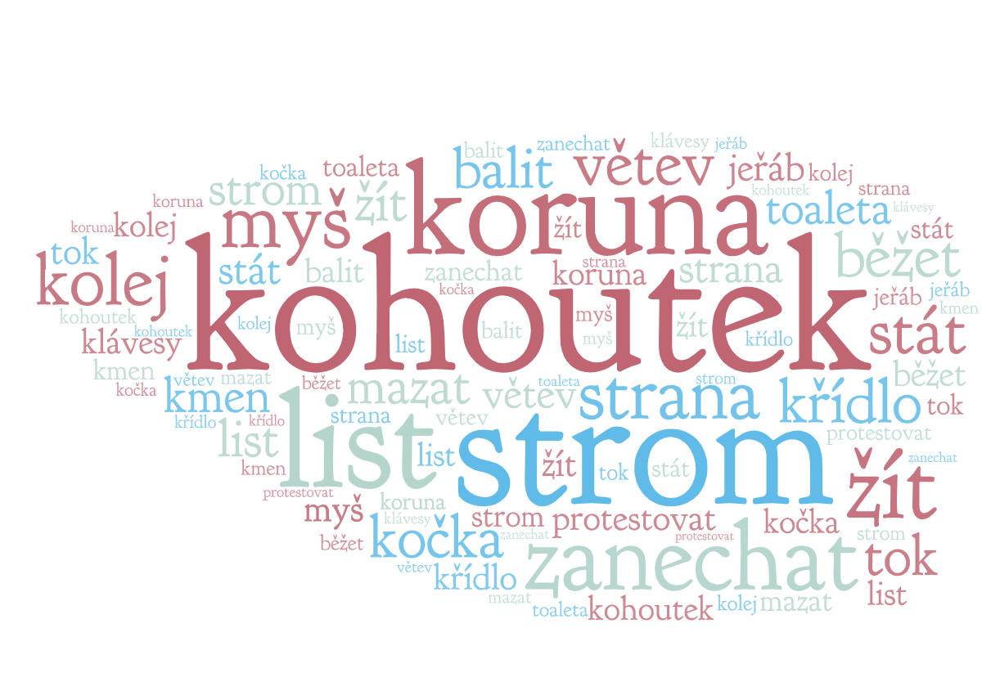 balit zanechat klávesy jeřáb
kočka toaleta balit větev jeřáb kolej
koruna strom žít koruna kohoutek strana
koruna kolej myš žít toaleta klávesy stát
tok stát balit zanechat strana koruna strana běžet
kolej kočka jeřáb jeřáb
kohoutek kohoutek kohoutek kolej myš list balit myš myš žít křídlo stát kmen
klávesy
kmen větev mazat běžet mazat toaleta strom běžet
kočka kmen větev strana křídlo tok
křídlo křídlo list strana větev protestovat
list list strom žít tok stát zanechat
kmen žít
protestovat myš koruna klávesy strom protestovat kočka
běžet kočka zanechat protestovat strom
větev křídlo zanechat tok
mazat toaleta kohoutek kolej mazat list